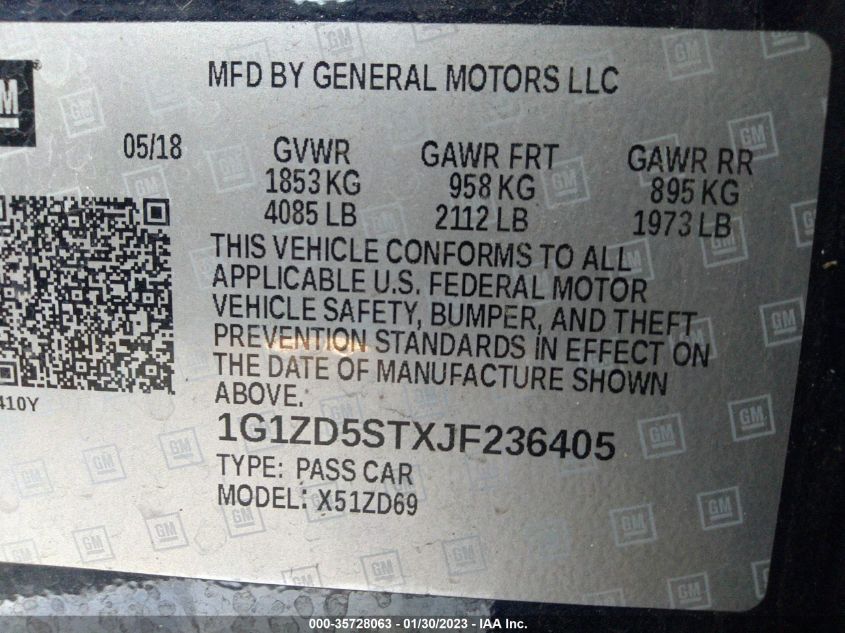 MFD BY GENERAL MOTORS LLC
GM
05/18
GVWR
1853 KG
4085 LB
GAWR FRT
958 KG
2112 LB
GAWR RR
895 KG
1973 LB
THIS VEHICLE CONFORMS TO ALL
APPLICABLE U.S. FEDERAL MOTOR
VEHICLE SAFETY, BUMPER, AND THEFT
PREVENTION STANDARDS IN EFFECT ON
THE DATE OF MANUFACTURE SHOWN
ABOVE.
410Y
1G1ZD5STXJF236405
TYPE: PASS CAR
MODEL: X51ZD69
000-35728063 - 01/30/2023 - IAA Inc.